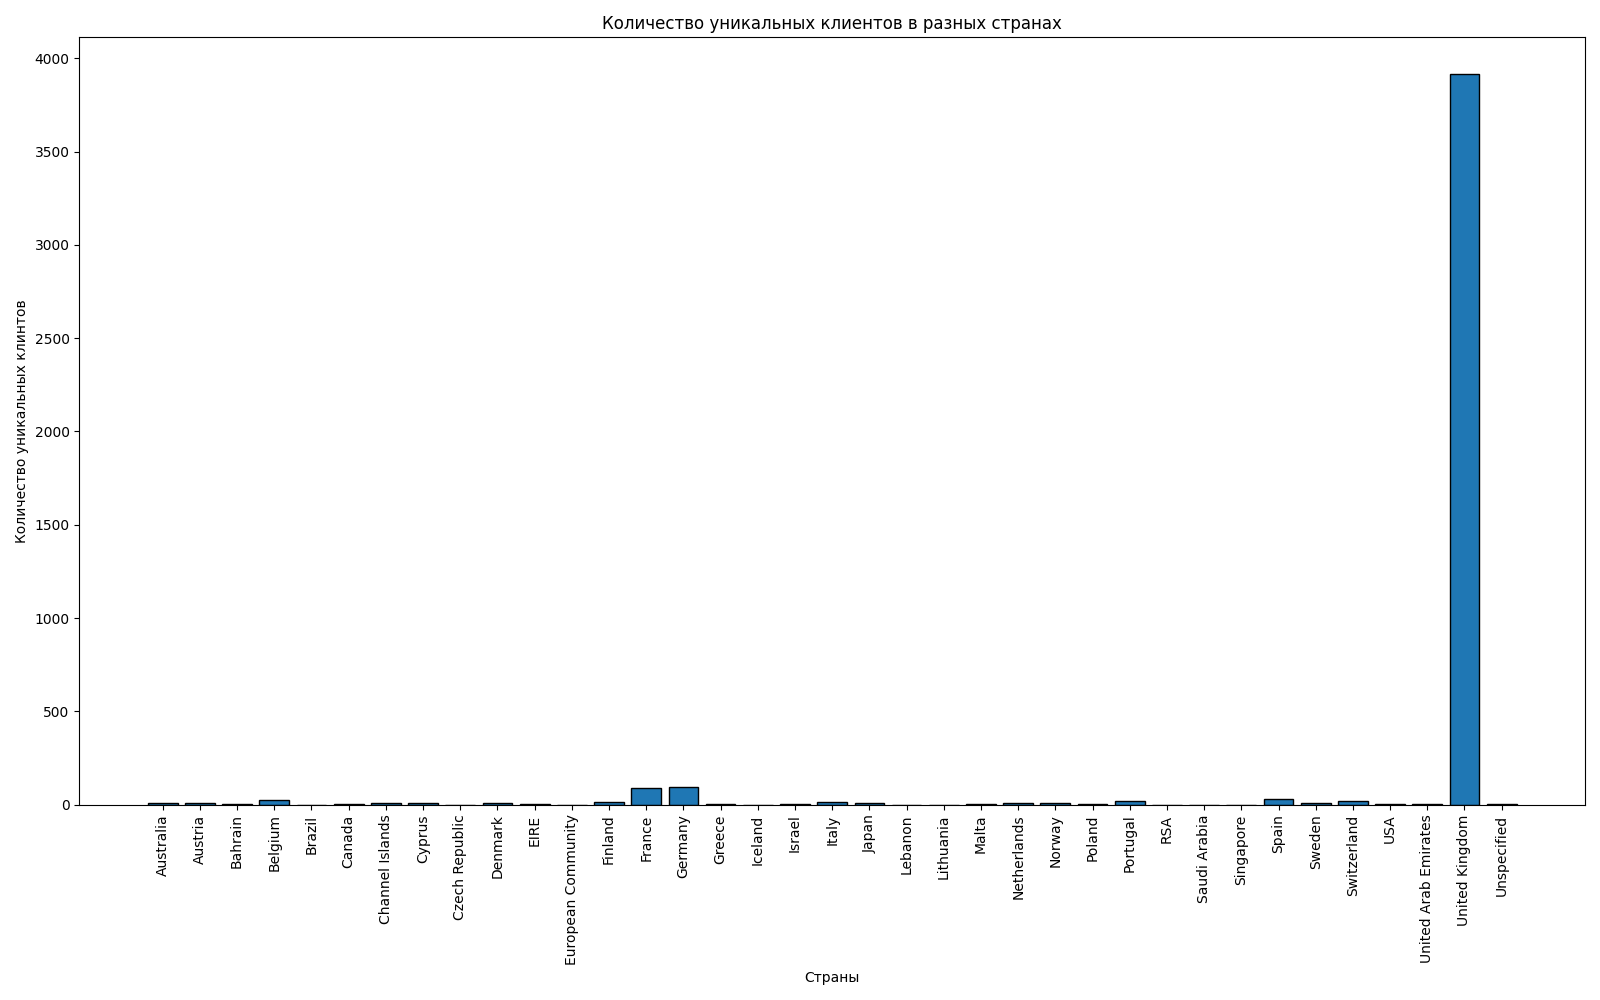 Количество уникальных клиентов в разных странах
Количество уникальных клинтов
4000
3500
3000
2500
2000
1500
1000
500
0
Australia
Austria
Bahrain
Belgium
Brazil
Canada
Channel Islands
Cyprus
Czech Republic
Denmark
EIRE
European Community
Finland
France
Germany
Greece
Iceland
Israel
Italy
Japan
Lebanon
Lithuania
Malta
Netherlands
Norway
Poland
Portugal
RSA
Saudi Arabia
Singapore
Spain
Sweden
Switzerland
USA
United Arab Emirates
United Kingdom
Unspecified
Страны